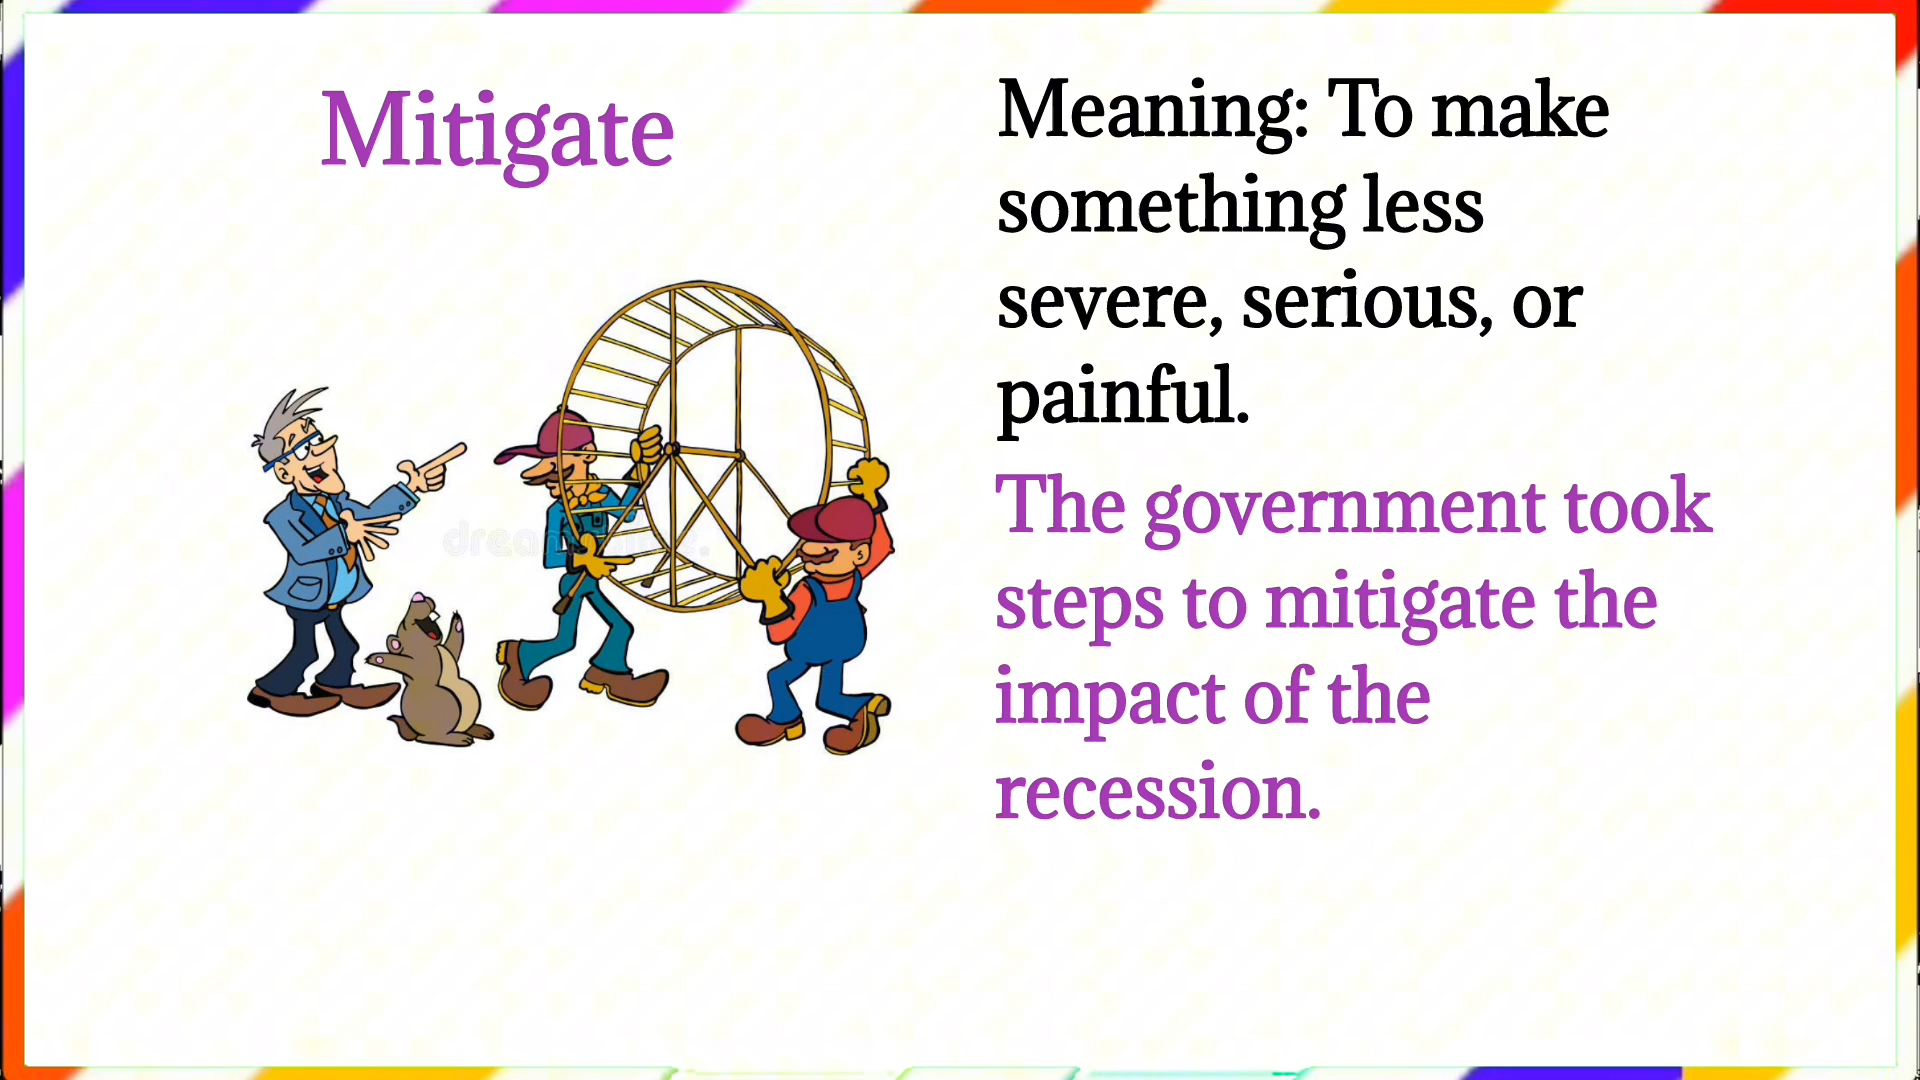 Mitigate
Meaning: To make
something less
severe, serious, or
painful.
The government took
steps to mitigate the
impact of the
recession.